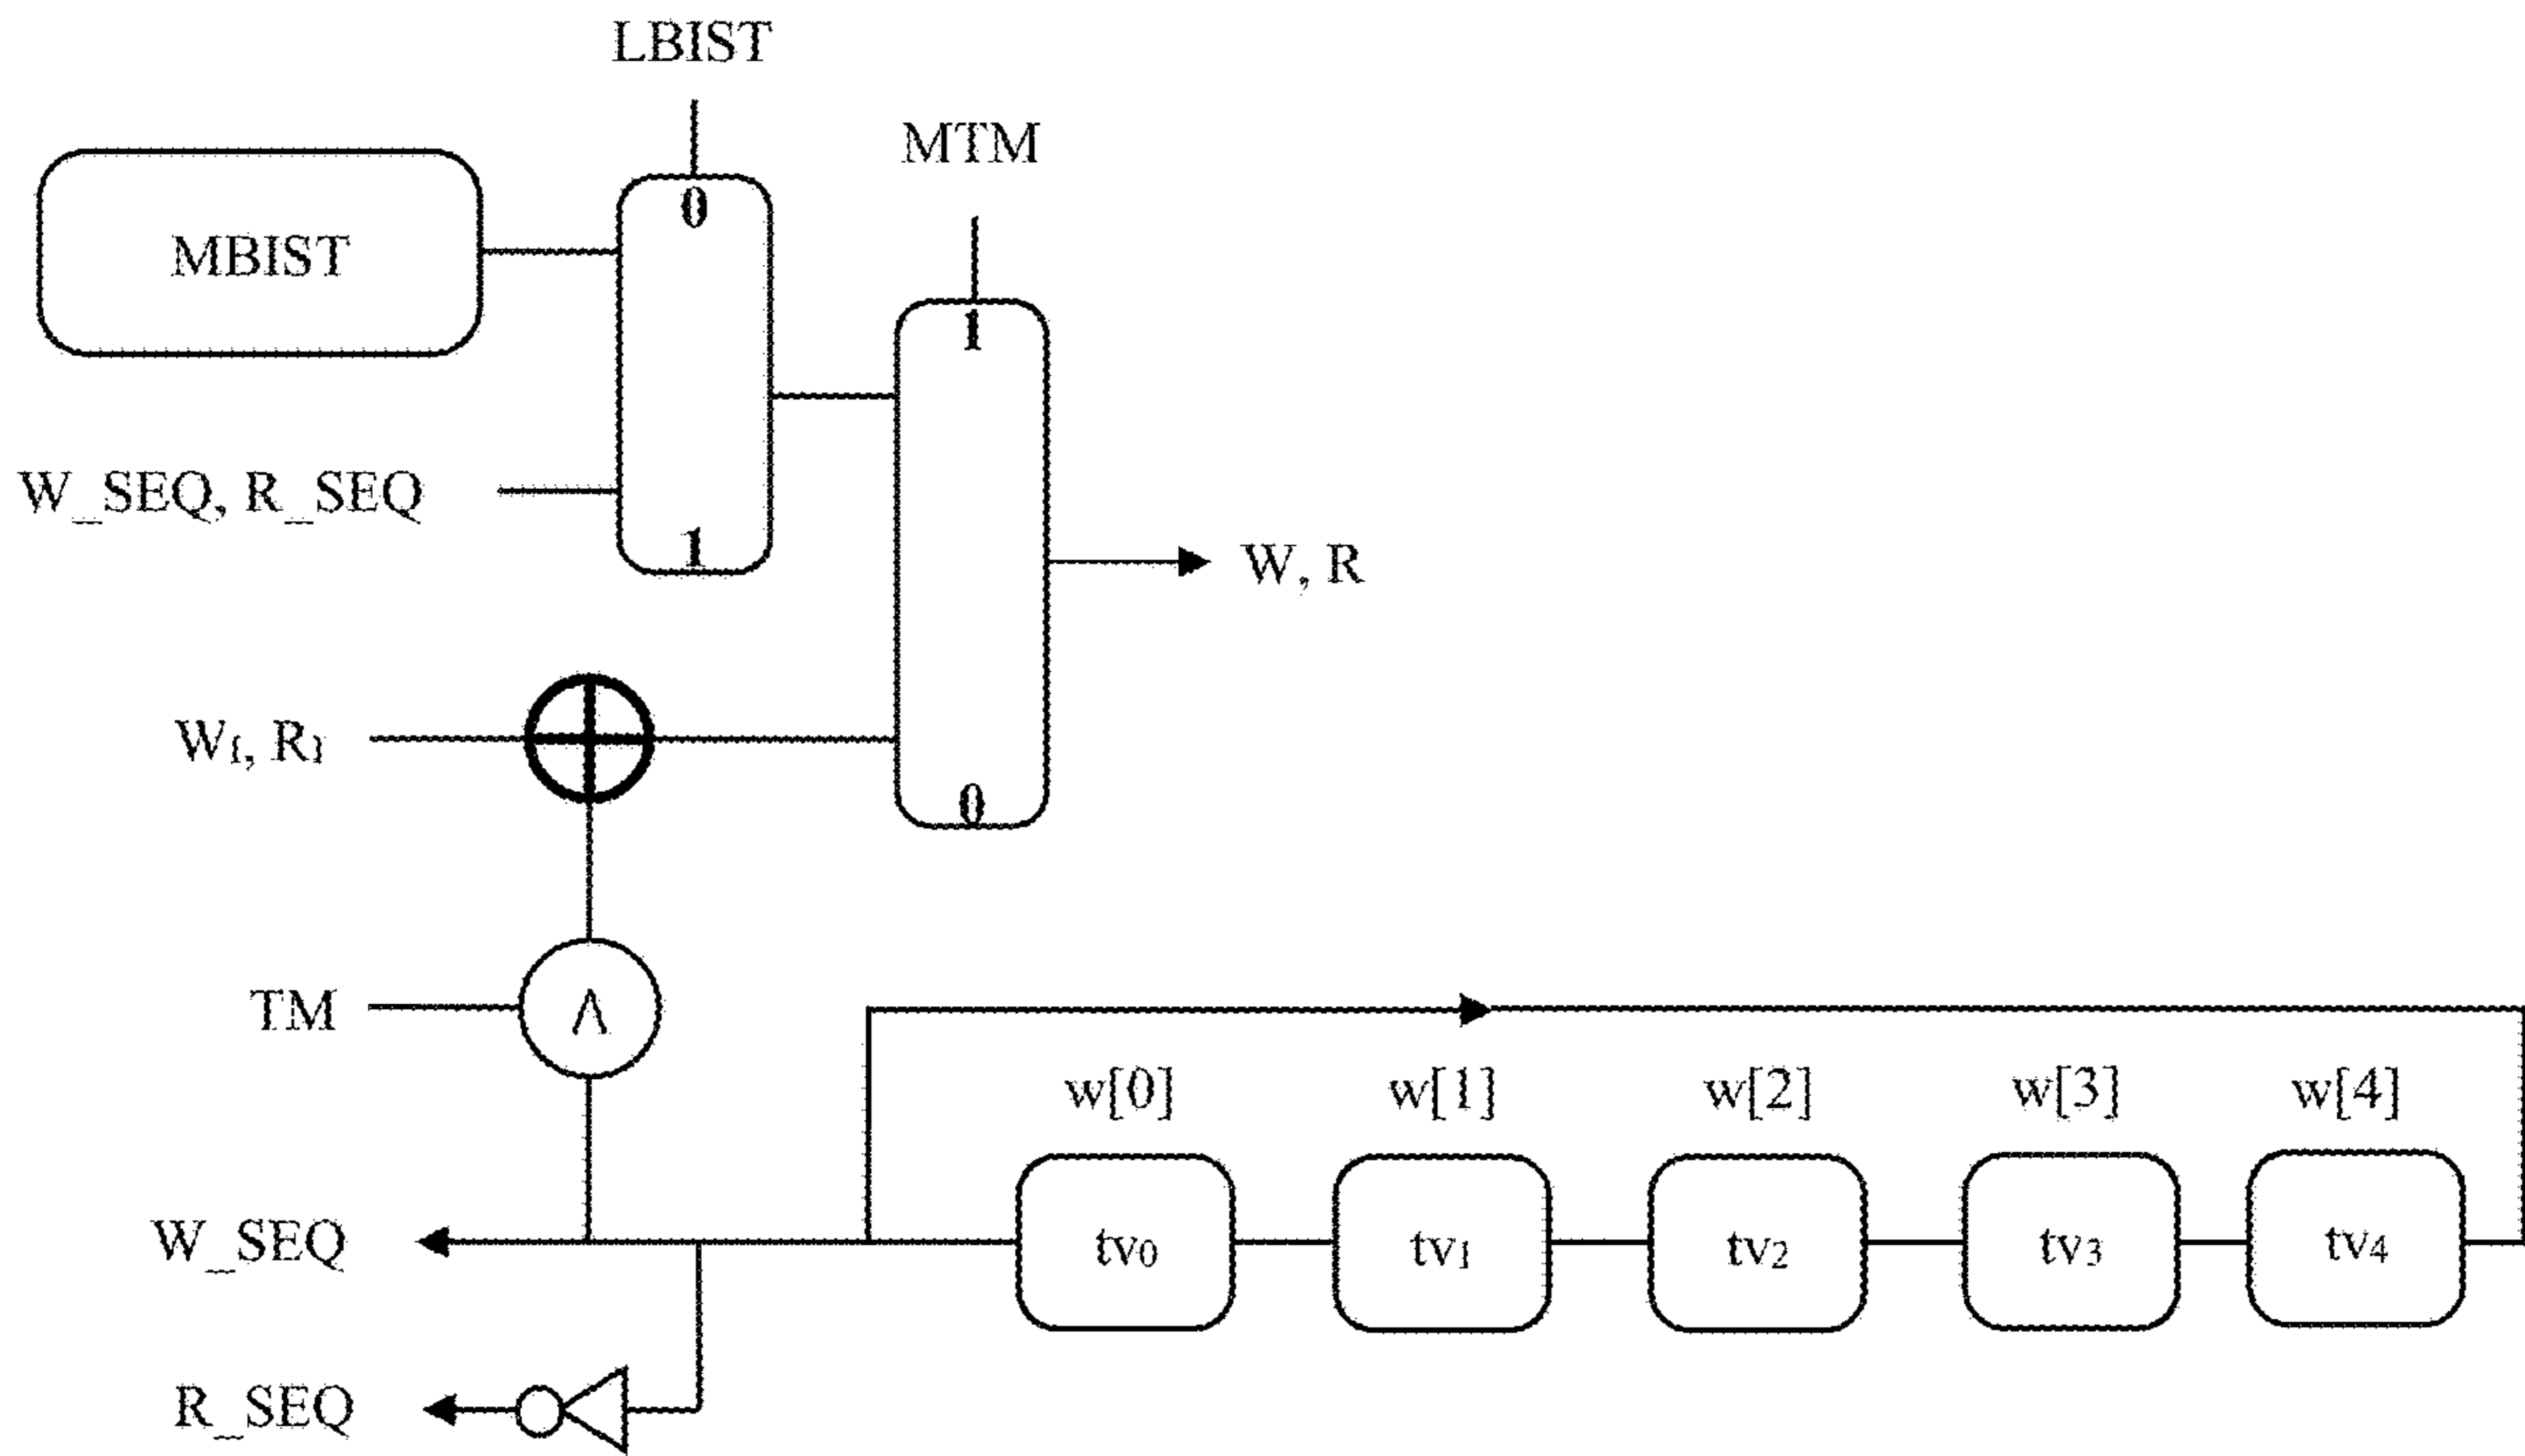 LBIST
MTM
0
MBIST
1
W_SEQ, R_SEQ
1
W, R
W₁, R₁
0
TM
Λ
w[0] w[1] w[2] w[3] w[4]
W_SEQ
tv₀ tv₁ tv₂ tv₃ tv₄
R_SEQ